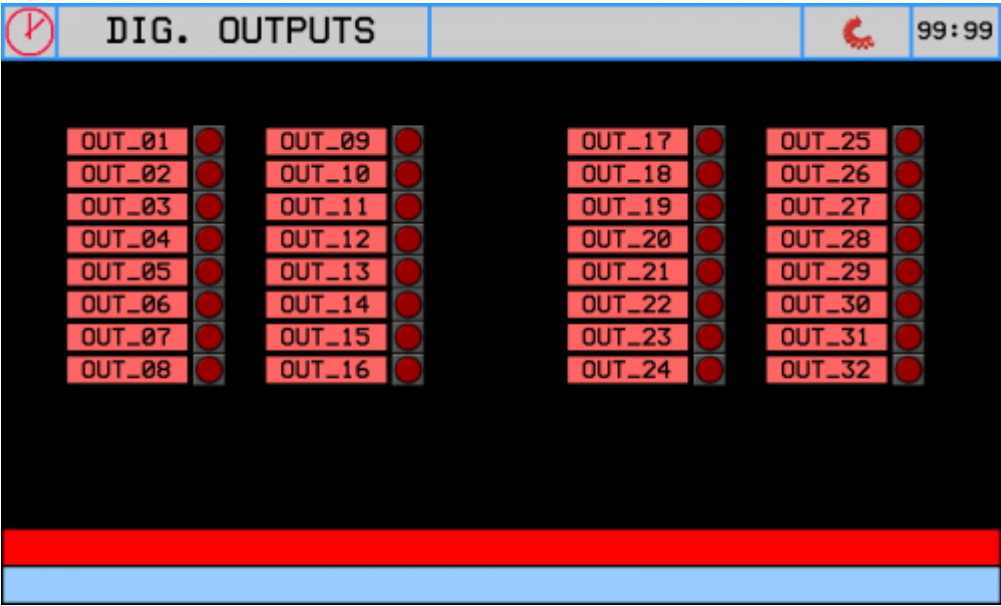 DIG. OUTPUTS 99:99
OUT_01 OUT_09 OUT_17 OUT_25
OUT_02 OUT_10 OUT_18 OUT_26
OUT_03 OUT_11 OUT_19 OUT_27
OUT_04 OUT_12 OUT_20 OUT_28
OUT_05 OUT_13 OUT_21 OUT_29
OUT_06 OUT_14 OUT_22 OUT_30
OUT_07 OUT_15 OUT_23 OUT_31
OUT_08 OUT_16 OUT_24 OUT_32